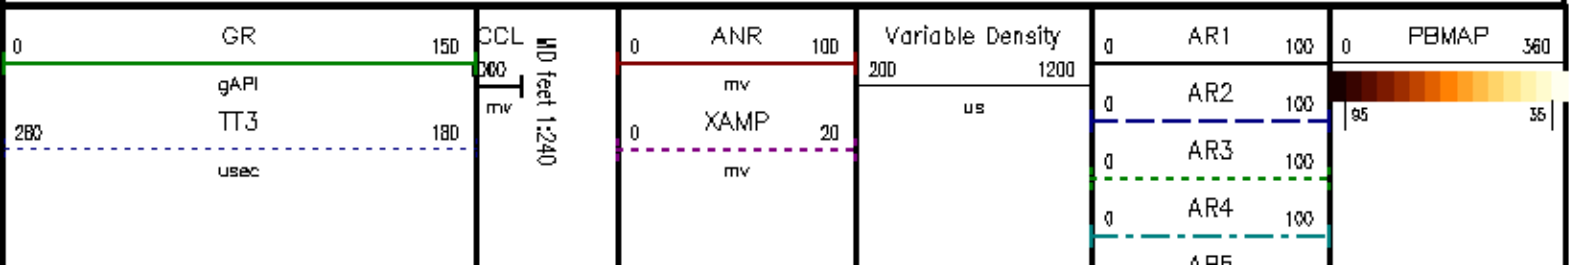 0 GR 150
gAPI
280 TT3 180
usec
CCL
mv
MD feet 1:240
0 ANR 100
mv
0 XAMP 20
mv
Variable Density
200 1200
us
0 AR1 100
0 AR2 100
0 AR3 100
0 AR4 100
AR5
0 PBMAP 360
95 35